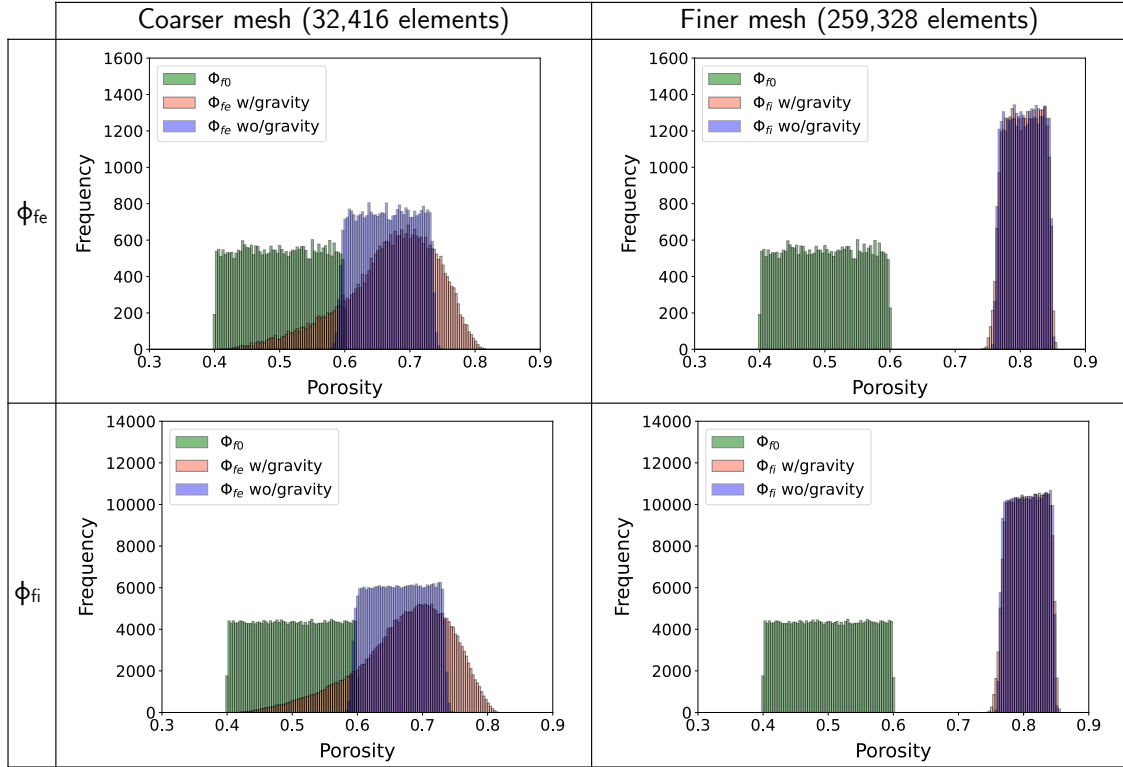 Coarser mesh (32,416 elements)
Finer mesh (259,328 elements)
ϕfe
1600
1400
1200
1000
800
600
400
200
0
Frequency
Φf0
Φfe w/gravity
Φfe wo/gravity
0.3 0.4 0.5 0.6 0.7 0.8 0.9
Porosity
1600
1400
1200
1000
800
600
400
200
0
Frequency
Φf0
Φfi w/gravity
Φfi wo/gravity
0.3 0.4 0.5 0.6 0.7 0.8 0.9
Porosity
ϕfi
14000
12000
10000
8000
6000
4000
2000
0
Frequency
Φf0
Φfe w/gravity
Φfe wo/gravity
0.3 0.4 0.5 0.6 0.7 0.8 0.9
Porosity
14000
12000
10000
8000
6000
4000
2000
0
Frequency
Φf0
Φfi w/gravity
Φfi wo/gravity
0.3 0.4 0.5 0.6 0.7 0.8 0.9
Porosity